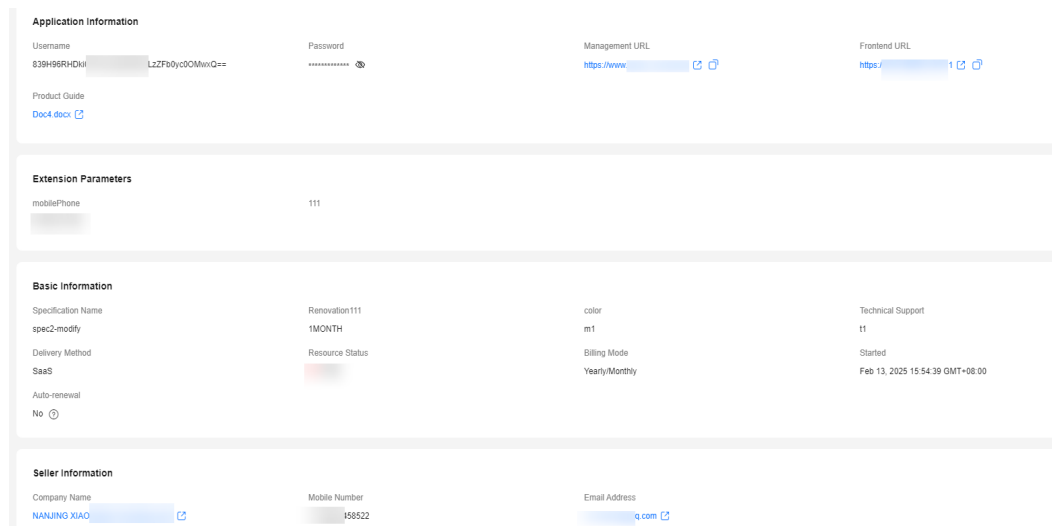 Application Information
Username Password Management URL Frontend URL
839H96RHDki LzZFb0yc0OMwxQ== ************* https://www https:/ 1
Product Guide
Doc4.docx
Extension Parameters
mobilePhone 111
Basic Information
Specification Name Renovation111 color Technical Support
spec2-modify 1MONTH m1 t1
Delivery Method Resource Status Billing Mode Started
SaaS Yearly/Monthly Feb 13, 2025 15:54:39 GMT+08:00
Auto-renewal
No
Seller Information
Company Name Mobile Number Email Address
NANJING XIAO 458522 q.com